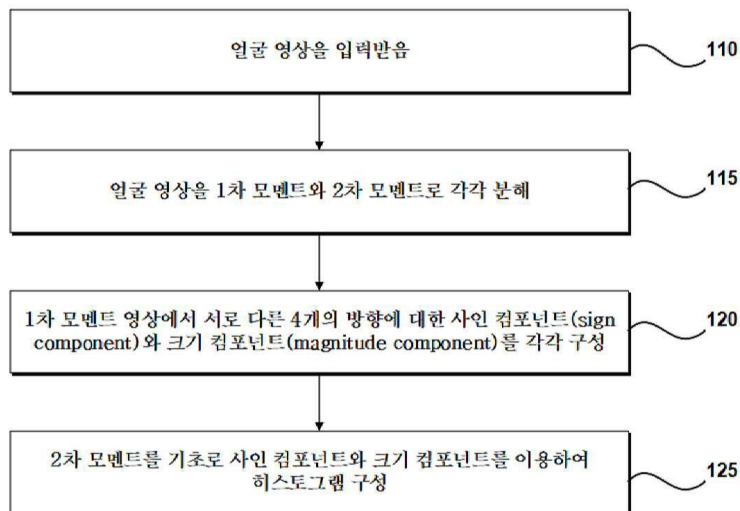 얼굴 영상을 입력받음
110
얼굴 영상을 1차 모멘트와 2차 모멘트로 각각 분해
115
1차 모멘트 영상에서 서로 다른 4개의 방향에 대한 사인 컴포넌트(sign
component)와 크기 컴포넌트(magnitude component)를 각각 구성
120
2차 모멘트를 기초로 사인 컴포넌트와 크기 컴포넌트를 이용하여
히스토그램 구성
125